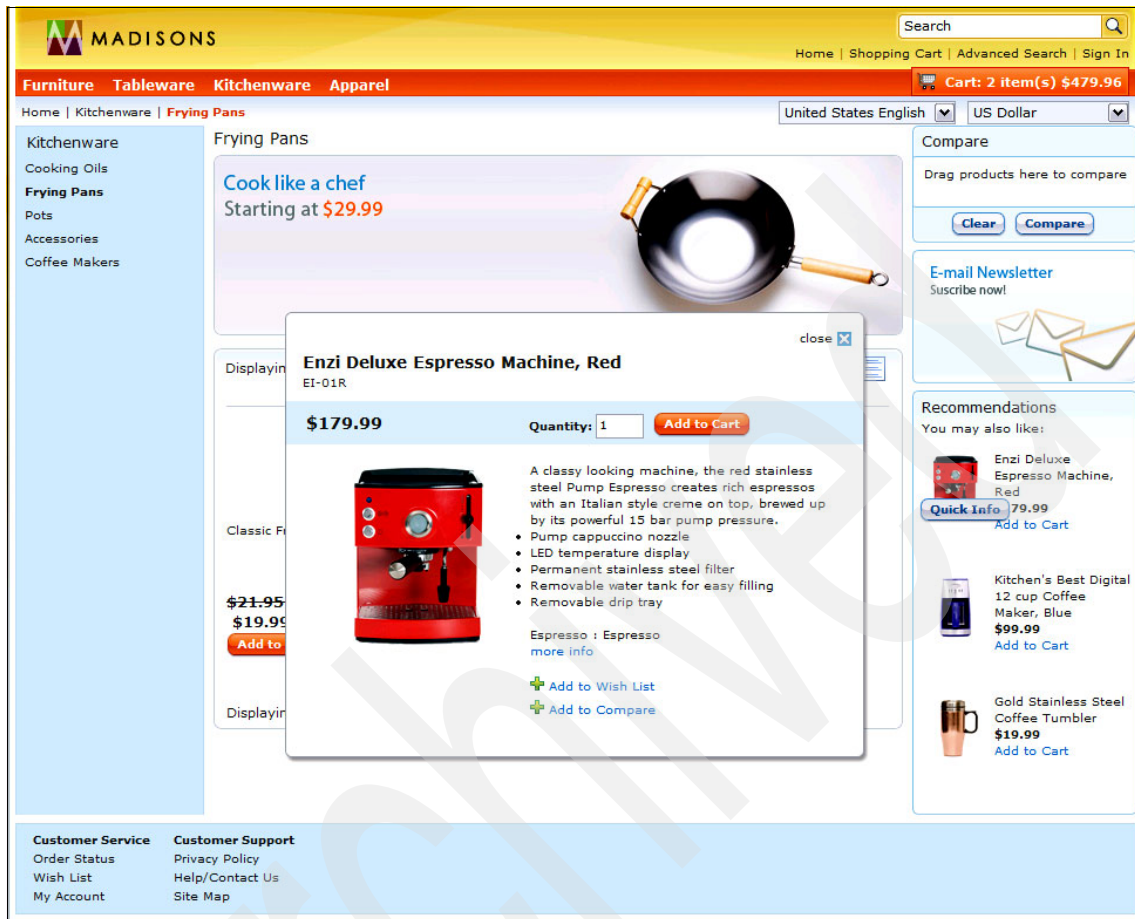 MADISONS
Search
Home | Shopping Cart | Advanced Search | Sign In
Furniture Tableware Kitchenware Apparel
Cart: 2 item(s) $479.96
Home | Kitchenware | Frying Pans
United States English
US Dollar
Kitchenware
Cooking Oils
Frying Pans
Pots
Accessories
Coffee Makers
Frying Pans
Cook like a chef
Starting at $29.99
Displayin
Classic Fr
$21.95
$19.99
Add to
Displayin
close
Enzi Deluxe Espresso Machine, Red
EI-01R
$179.99
Quantity: 1
Add to Cart
A classy looking machine, the red stainless
steel Pump Espresso creates rich espressos
with an Italian style creme on top, brewed up
by its powerful 15 bar pump pressure.
• Pump cappuccino nozzle
• LED temperature display
• Permanent stainless steel filter
• Removable water tank for easy filling
• Removable drip tray
Espresso : Espresso
more info
Add to Wish List
Add to Compare
Compare
Drag products here to compare
Clear
Compare
E-mail Newsletter
Suscribe now!
Recommendations
You may also like:
Enzi Deluxe
Espresso Machine,
Red
Quick Info
79.99
Add to Cart
Kitchen's Best Digital
12 cup Coffee
Maker, Blue
$99.99
Add to Cart
Gold Stainless Steel
Coffee Tumbler
$19.99
Add to Cart
Customer Service
Order Status
Wish List
My Account
Customer Support
Privacy Policy
Help/Contact Us
Site Map